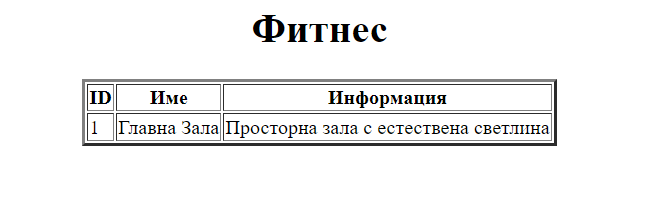 Фитнес
ID Име Информация
1 Главна Зала Просторна зала с естествена светлина